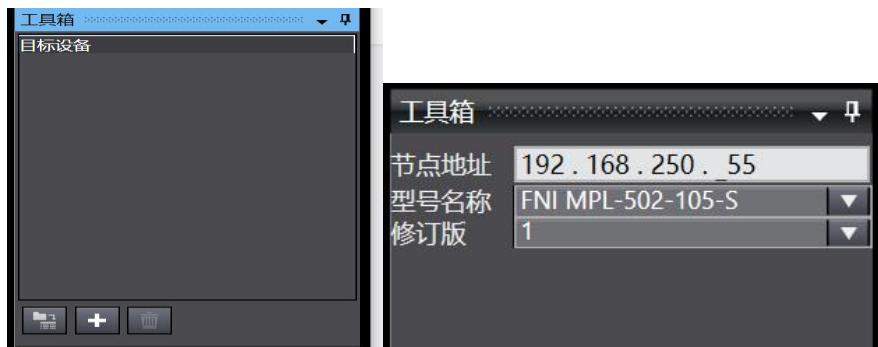 工具箱
目标设备
工具箱
节点地址 192 . 168 . 250 . _55
型号名称 FNI MPL-502-105-S
修订版 1